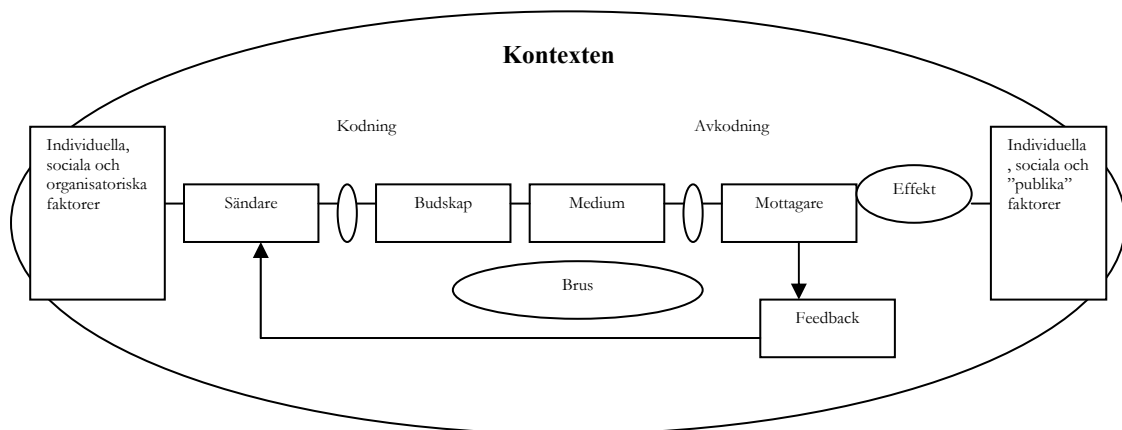 Kontexten
Kodning
Avkodning
Individuella,
sociala och
organisatoriska
faktorer
Sändare
Budskap
Medium
Mottagare
Effekt
Individuella
, sociala och
”publika”
faktorer
Brus
Feedback